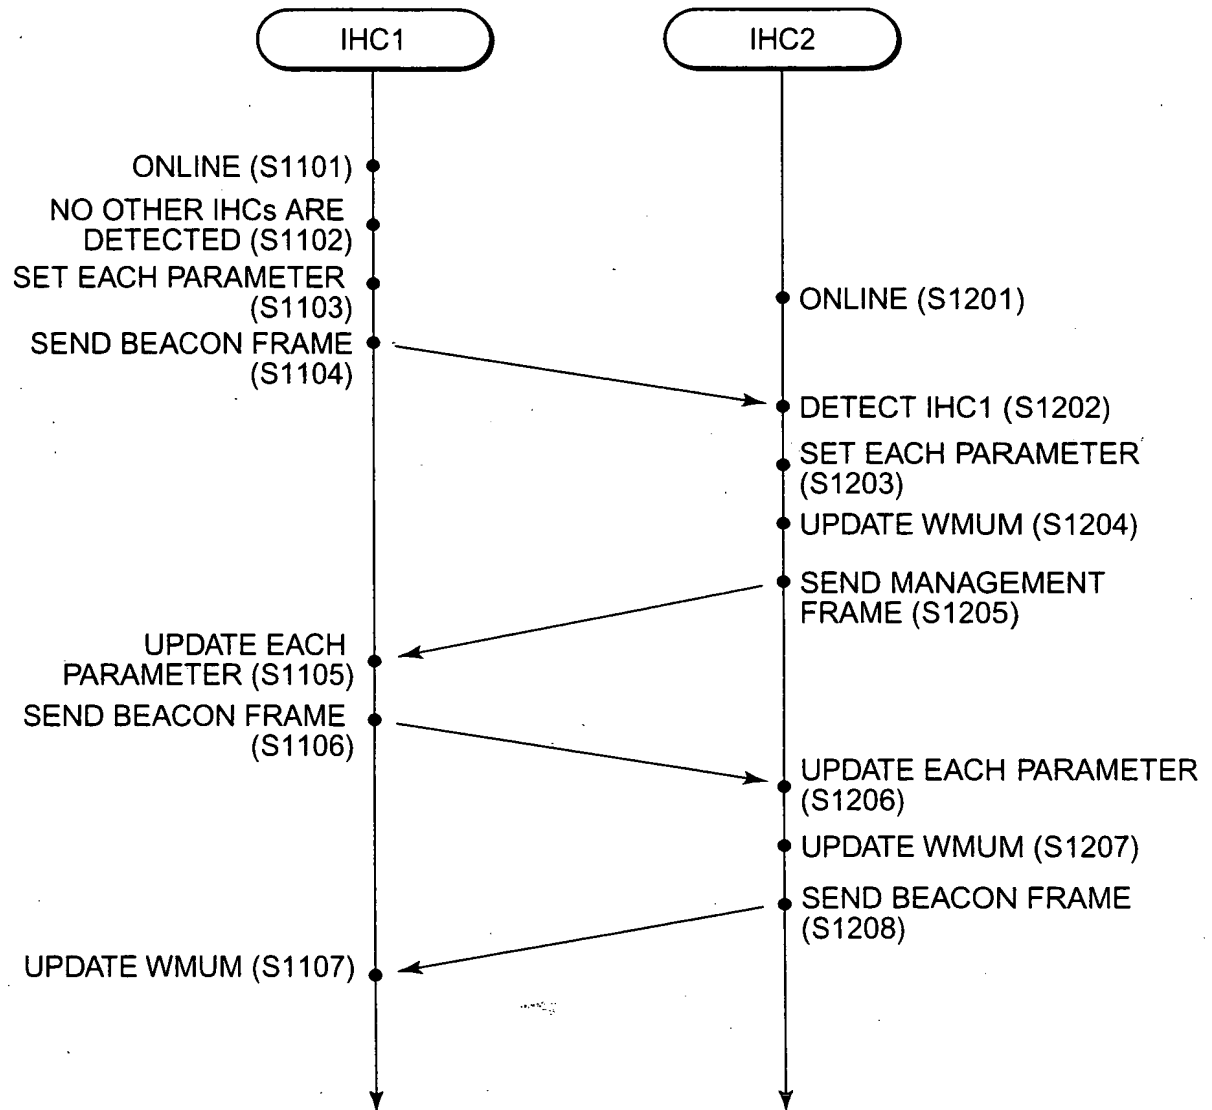 IHC1
IHC2
ONLINE (S1101)
NO OTHER IHCs ARE
DETECTED (S1102)
SET EACH PARAMETER
(S1103)
ONLINE (S1201)
SEND BEACON FRAME
(S1104)
DETECT IHC1 (S1202)
SET EACH PARAMETER
(S1203)
UPDATE WMUM (S1204)
SEND MANAGEMENT
FRAME (S1205)
UPDATE EACH
PARAMETER (S1105)
SEND BEACON FRAME
(S1106)
UPDATE EACH PARAMETER
(S1206)
UPDATE WMUM (S1207)
SEND BEACON FRAME
(S1208)
UPDATE WMUM (S1107)